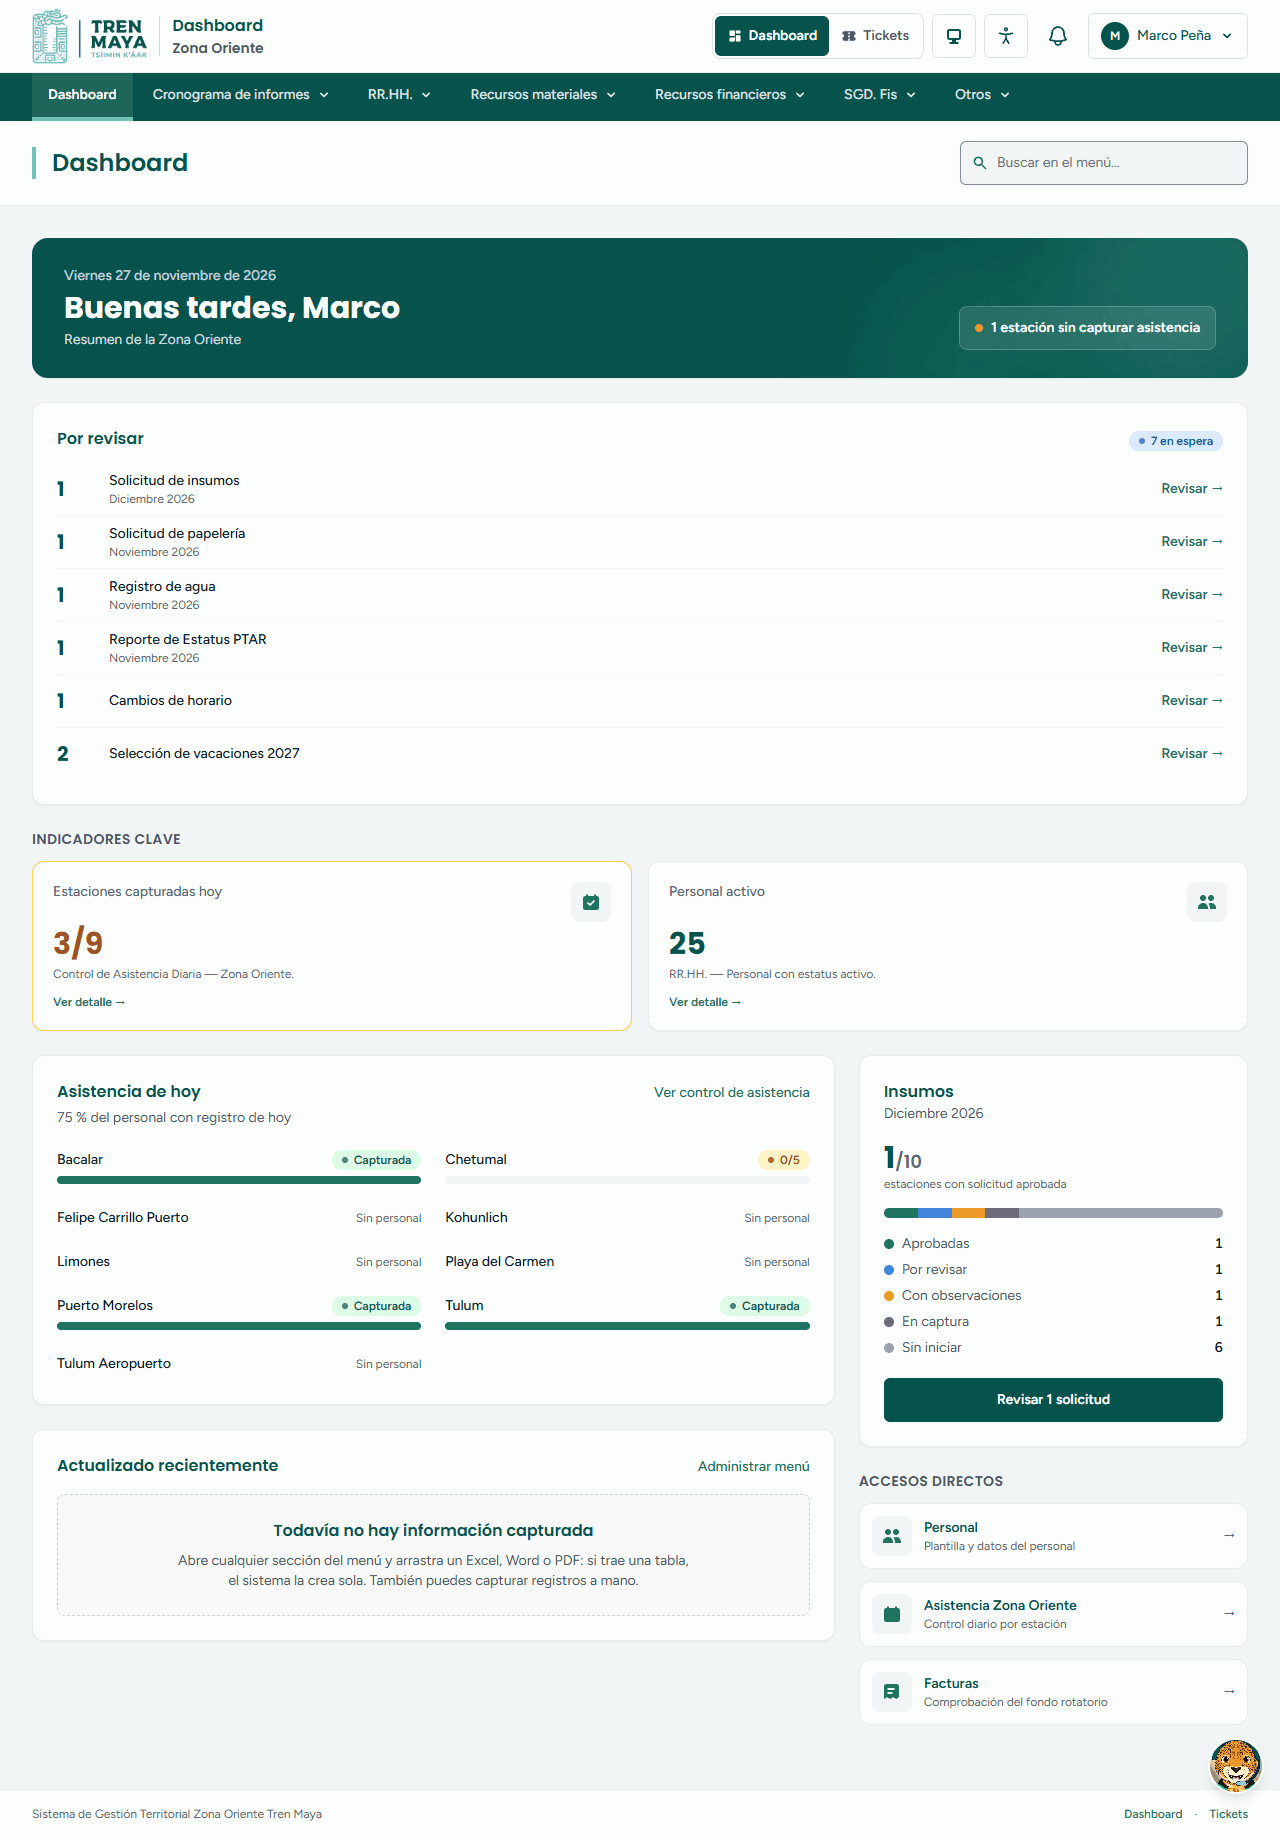 TREN
MAYA
TSÍIMIN K'ÁAK
Dashboard
Zona Oriente
Dashboard
Tickets
M
Marco Peña
Dashboard
Cronograma de informes
RR.HH.
Recursos materiales
Recursos financieros
SGD. Fis
Otros
Dashboard
Buscar en el menú...
Viernes 27 de noviembre de 2026
Buenas tardes, Marco
Resumen de la Zona Oriente
1 estación sin capturar asistencia
Por revisar
7 en espera
1
Solicitud de insumos
Diciembre 2026
Revisar →
1
Solicitud de papelería
Noviembre 2026
Revisar →
1
Registro de agua
Noviembre 2026
Revisar →
1
Reporte de Estatus PTAR
Noviembre 2026
Revisar →
1
Cambios de horario
Revisar →
2
Selección de vacaciones 2027
Revisar →
INDICADORES CLAVE
Estaciones capturadas hoy
3/9
Control de Asistencia Diaria — Zona Oriente.
Ver detalle →
Personal activo
25
RR.HH. — Personal con estatus activo.
Ver detalle →
Asistencia de hoy
Ver control de asistencia
75 % del personal con registro de hoy
Bacalar
Capturada
Chetumal
0/5
Felipe Carrillo Puerto
Sin personal
Kohunlich
Sin personal
Limones
Sin personal
Playa del Carmen
Sin personal
Puerto Morelos
Capturada
Tulum
Capturada
Tulum Aeropuerto
Sin personal
Insumos
Diciembre 2026
1/10
estaciones con solicitud aprobada
Aprobadas 1
Por revisar 1
Con observaciones 1
En captura 1
Sin iniciar 6
Revisar 1 solicitud
Actualizado recientemente
Administrar menú
Todavía no hay información capturada
Abre cualquier sección del menú y arrastra un Excel, Word o PDF: si trae una tabla,
el sistema la crea sola. También puedes capturar registros a mano.
ACCESOS DIRECTOS
Personal
Plantilla y datos del personal
→
Asistencia Zona Oriente
Control diario por estación
→
Facturas
Comprobación del fondo rotatorio
→
Sistema de Gestión Territorial Zona Oriente Tren Maya
Dashboard · Tickets